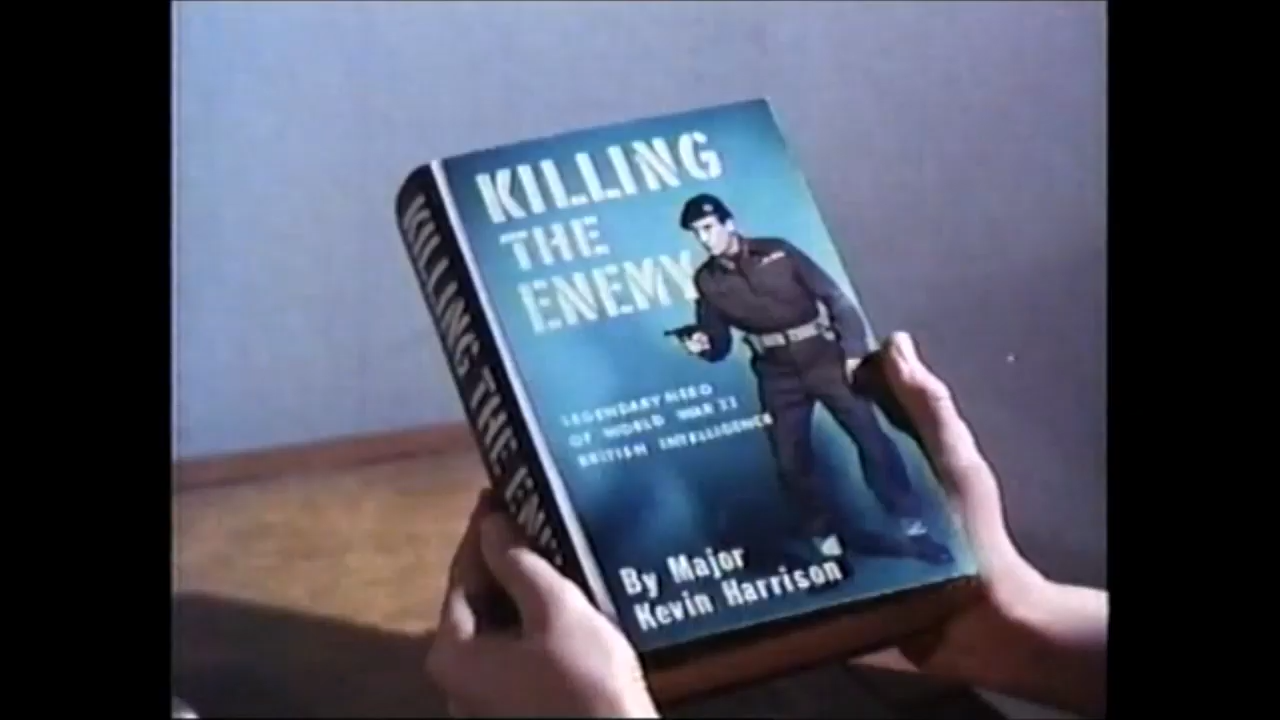 KILLING
THE
ENEMY
LEGENDARY HERO
OF WORLD WAR II
BRITISH INTELLIGENCE
By Major
Kevin Harrison
KILLING THE ENEMY